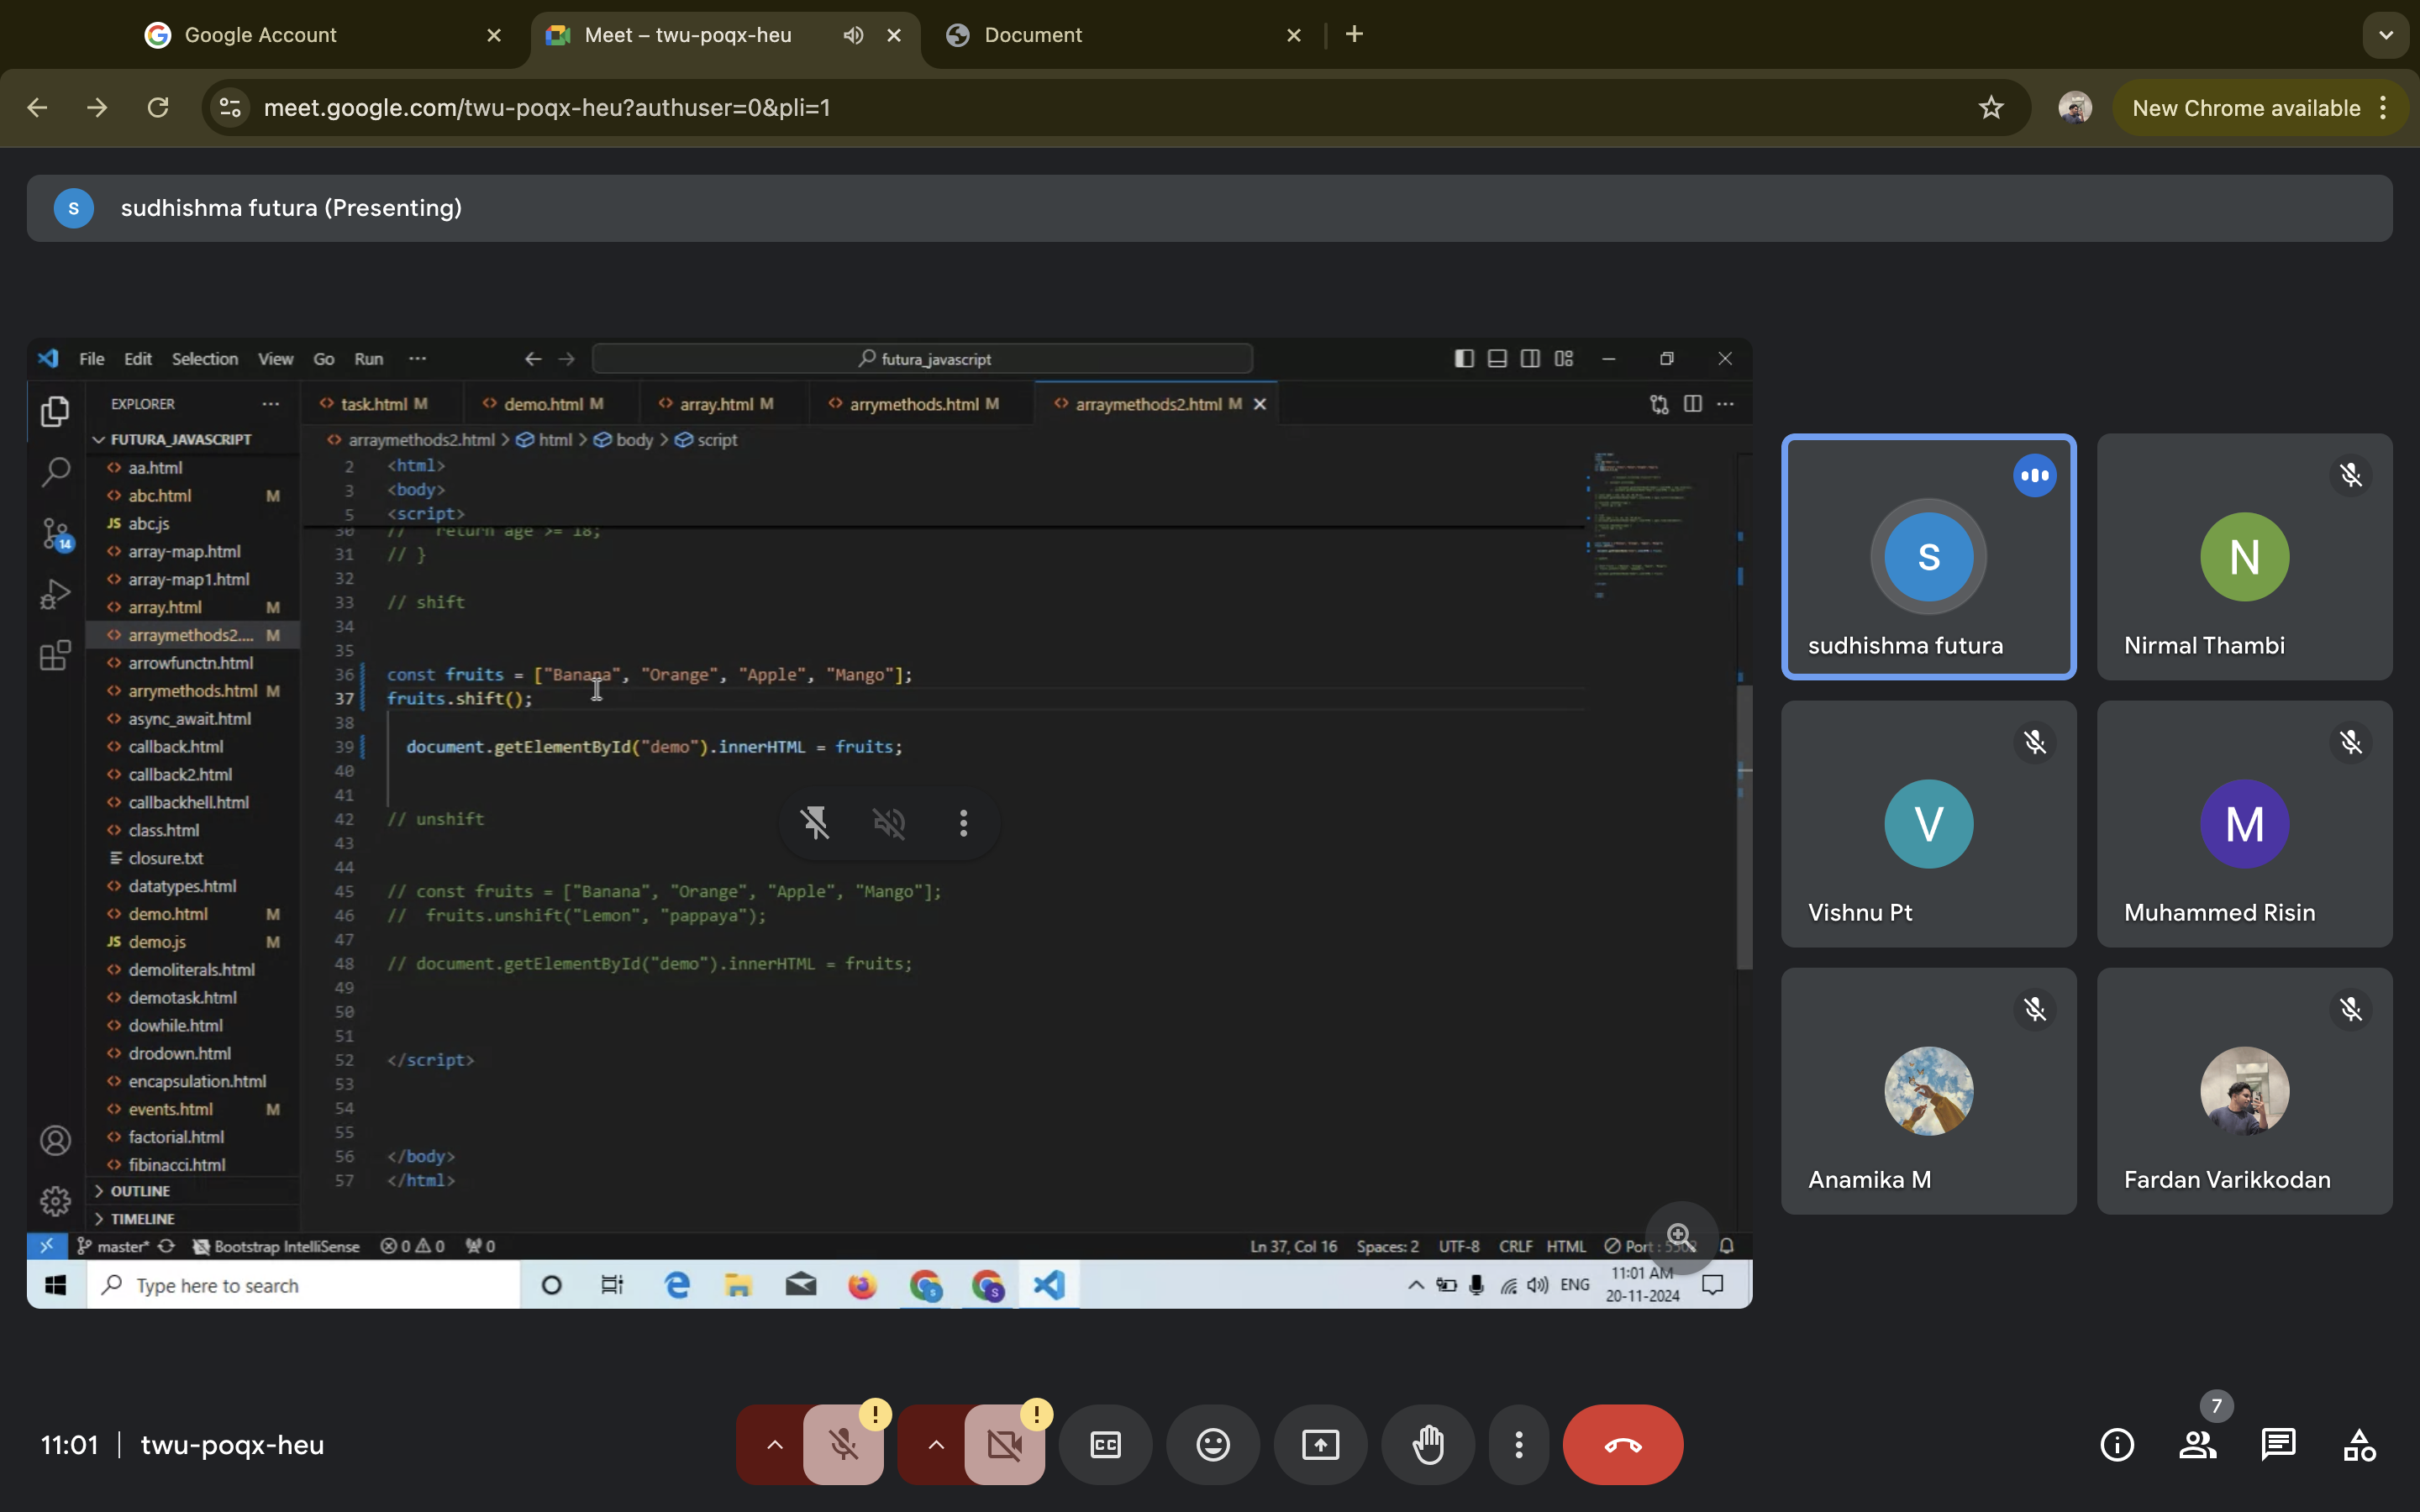 Google Account
Meet – twu-poqx-heu
Document
meet.google.com/twu-poqx-heu?authuser=0&pli=1
New Chrome available
S
sudhishma futura (Presenting)
File Edit Selection View Go Run ···
futura_javascript
EXPLORER
task.html M
demo.html M
array.html M
arrymethods.html M
arraymethods2.html M
FUTURA_JAVASCRIPT
arraymethods2.html > html > body > script
aa.html
abc.html M
JS abc.js
array-map.html
array-map1.html
array.html M
arraymethods2.... M
arrowfunctn.html
arrymethods.html M
async_await.html
callback.html
callback2.html
callbackhell.html
class.html
closure.txt
datatypes.html
demo.html M
JS demo.js M
demoliterals.html
demotask.html
dowhile.html
drodown.html
encapsulation.html
events.html M
factorial.html
fibinacci.html
OUTLINE
TIMELINE
14
2 <html>
3 <body>
5 <script>
30 // return age >= 18;
31 // }
32
33 // shift
34
35
36 const fruits = ["Banana", "Orange", "Apple", "Mango"];
37 fruits.shift();
38
39 document.getElementById("demo").innerHTML = fruits;
40
41
42 // unshift
43
44
45 // const fruits = ["Banana", "Orange", "Apple", "Mango"];
46 // fruits.unshift("Lemon", "pappaya");
47
48 // document.getElementById("demo").innerHTML = fruits;
49
50
51
52 </script>
53
54
55
56 </body>
57 </html>
master*
Bootstrap IntelliSense
0 0
0
Ln 37, Col 16
Spaces: 2
UTF-8
CRLF
HTML
Port :
Type here to search
ENG
11:01 AM
20-11-2024
S
sudhishma futura
N
Nirmal Thambi
V
Vishnu Pt
M
Muhammed Risin
Anamika M
Fardan Varikkodan
11:01 | twu-poqx-heu
!
!
CC
7